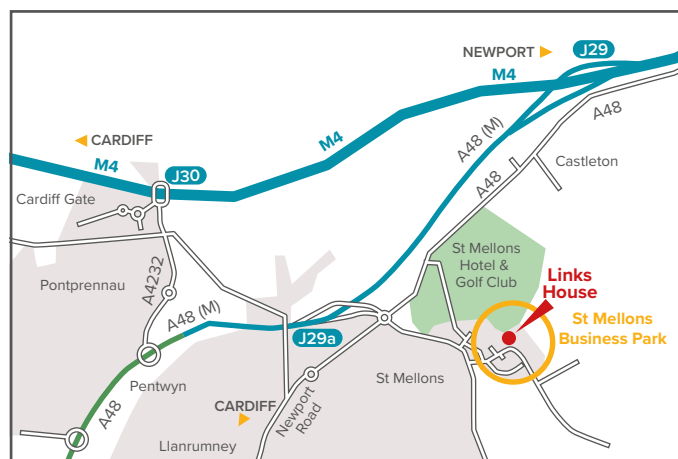 NEWPORT
J29
M4
M4
A48
CARDIFF
M4
J30
A48 (M)
A48
Castleton
Cardiff Gate
St Mellons
Hotel &
Golf Club
Links
House
A4232
Pontprennau
A48 (M)
St Mellons
Business Park
J29a
Pentwyn
St Mellons
A48
CARDIFF
Newport
Road
Llanrumney